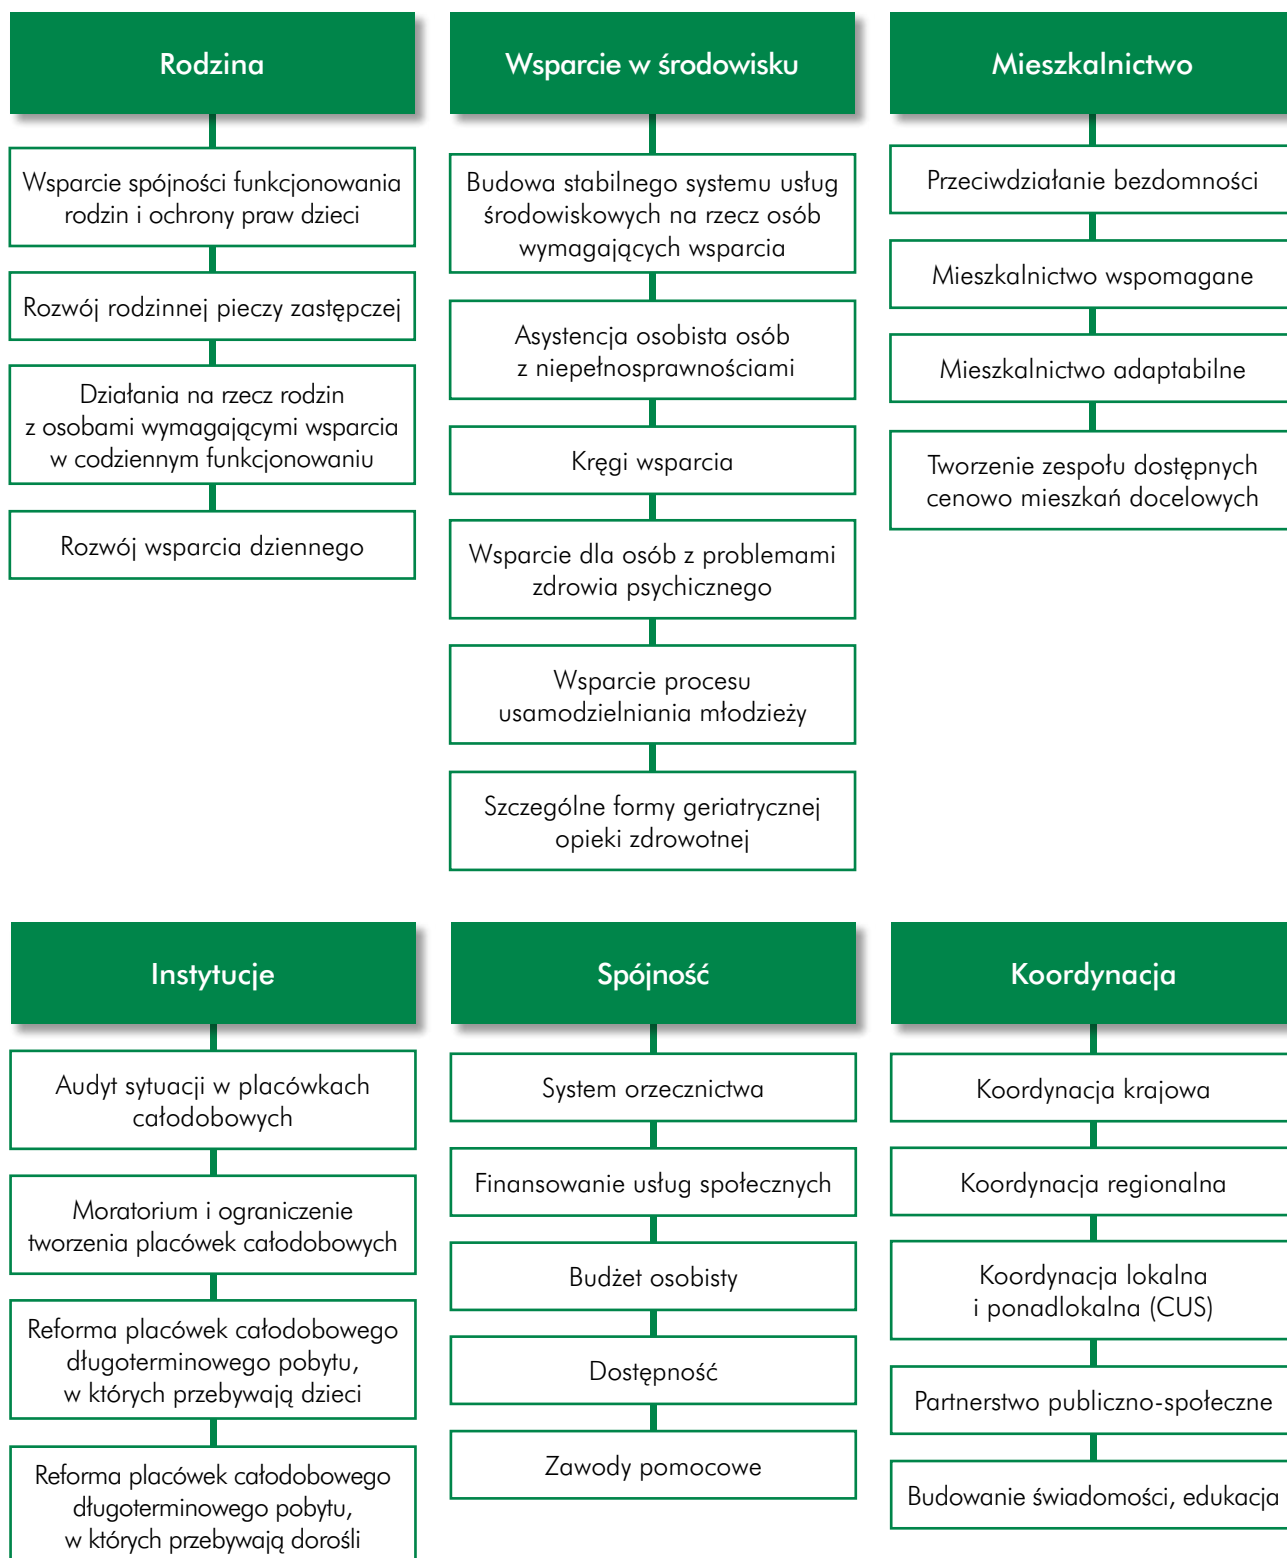 Rodzina
Wsparcie spójności funkcjonowania
rodzin i ochrony praw dzieci
Rozwój rodzinnej pieczy zastępczej
Działania na rzecz rodzin
z osobami wymagającymi wsparcia
w codziennym funkcjonowaniu
Rozwój wsparcia dziennego
Wsparcie w środowisku
Budowa stabilnego systemu usług
środowiskowych na rzecz osób
wymagających wsparcia
Asystencja osobista osób
z niepełnosprawnościami
Kręgi wsparcia
Wsparcie dla osób z problemami
zdrowia psychicznego
Wsparcie procesu
usamodzielniania młodzieży
Szczególne formy geriatrycznej
opieki zdrowotnej
Mieszkalnictwo
Przeciwdziałanie bezdomności
Mieszkalnictwo wspomagane
Mieszkalnictwo adaptabilne
Tworzenie zespołu dostępnych
cenowo mieszkań docelowych
Instytucje
Audyt sytuacji w placówkach
całodobowych
Moratorium i ograniczenie
tworzenia placówek całodobowych
Reforma placówek całodobowego
długoterminowego pobytu,
w których przebywają dzieci
Reforma placówek całodobowego
długoterminowego pobytu,
w których przebywają dorośli
Spójność
System orzecznictwa
Finansowanie usług społecznych
Budżet osobisty
Dostępność
Zawody pomocowe
Koordynacja
Koordynacja krajowa
Koordynacja regionalna
Koordynacja lokalna
i ponadlokalna (CUS)
Partnerstwo publiczno-społeczne
Budowanie świadomości, edukacja